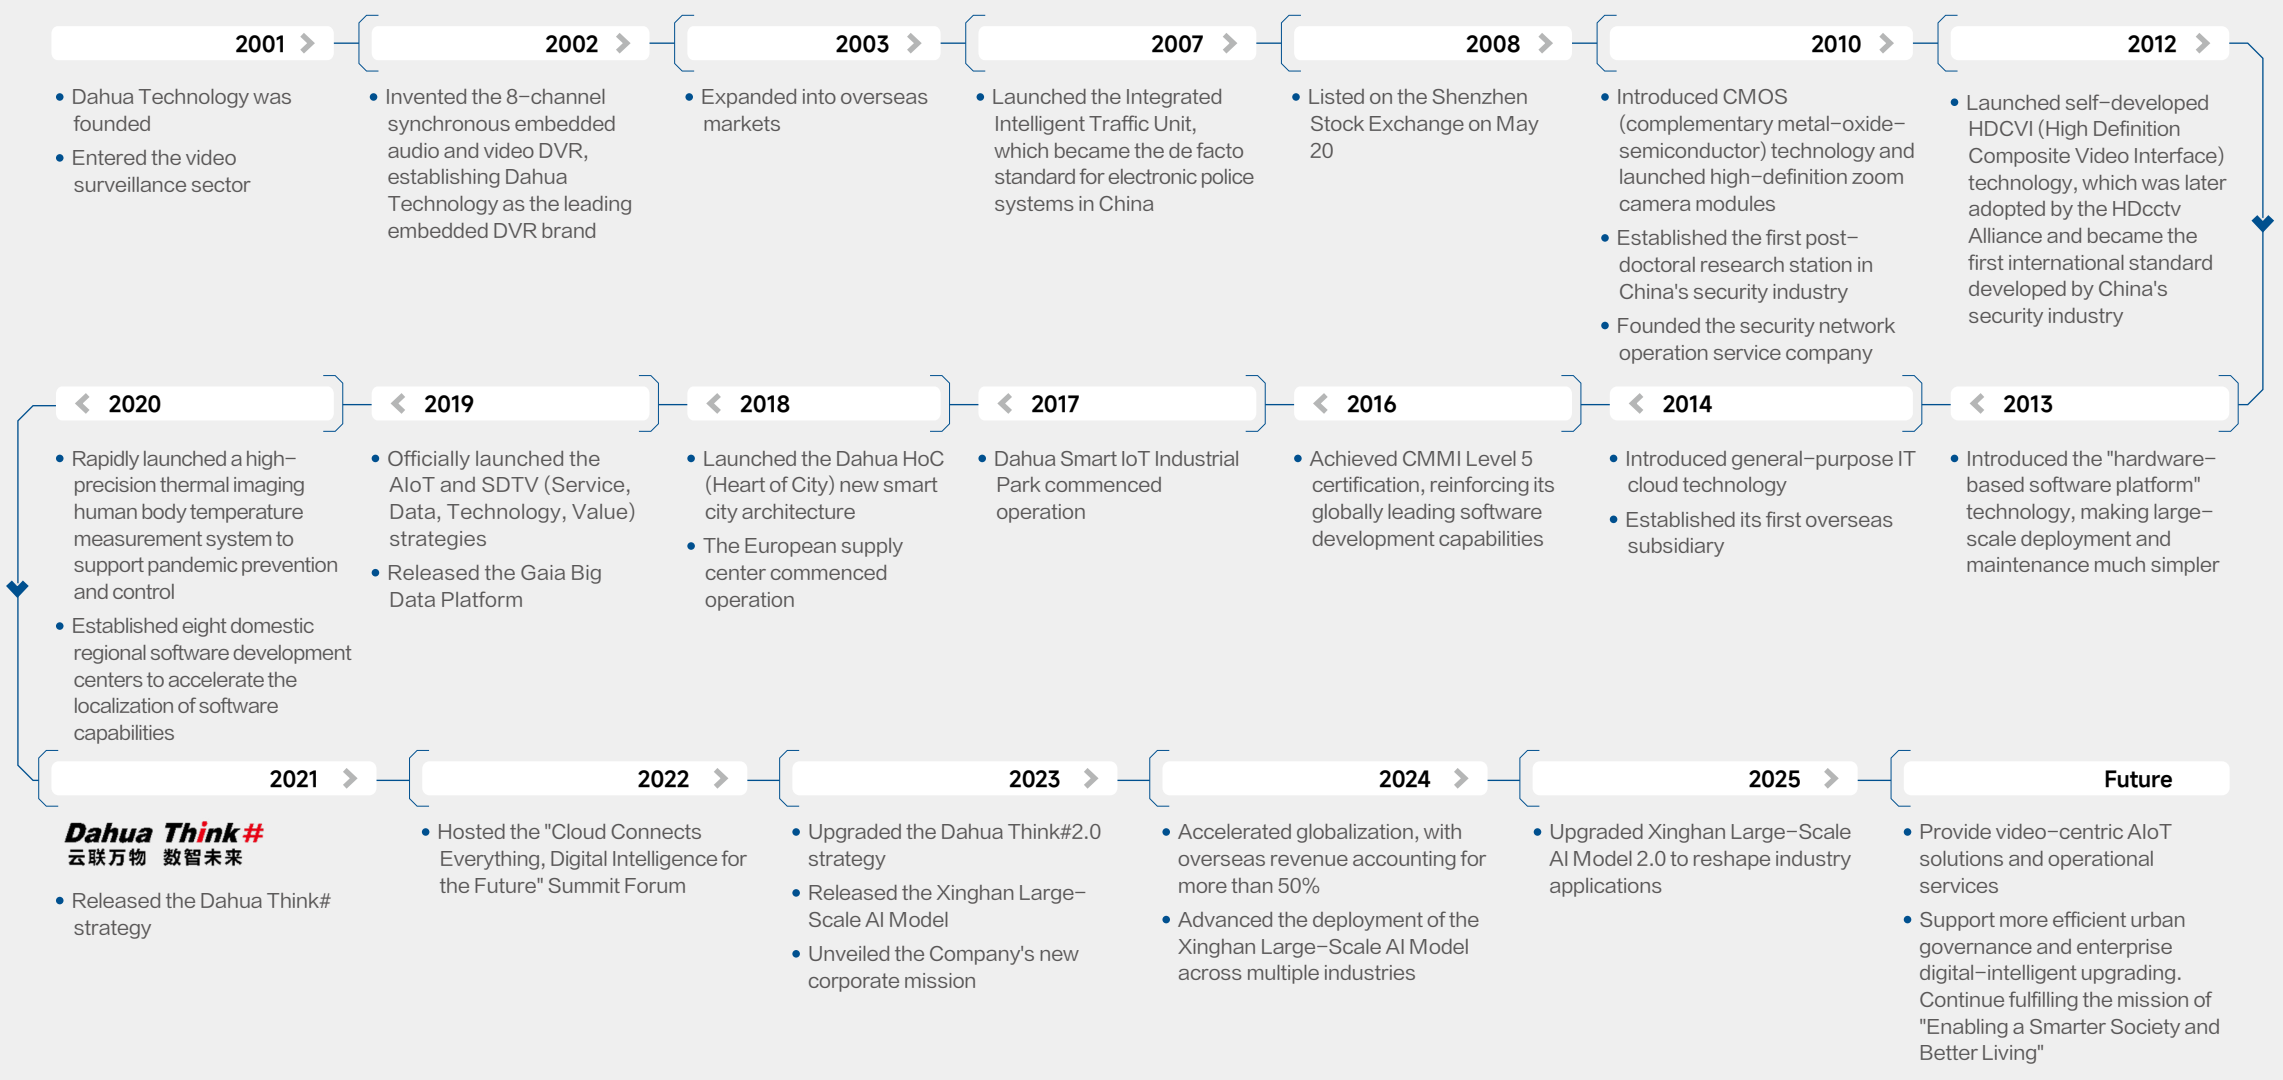 2001
Dahua Technology was
founded
Entered the video
surveillance sector
2002
Invented the 8-channel
synchronous embedded
audio and video DVR,
establishing Dahua
Technology as the leading
embedded DVR brand
2003
Expanded into overseas
markets
2007
Launched the Integrated
Intelligent Traffic Unit,
which became the de facto
standard for electronic police
systems in China
2008
Listed on the Shenzhen
Stock Exchange on May
20
2010
Introduced CMOS
(complementary metal-oxide-
semiconductor) technology and
launched high-definition zoom
camera modules
Established the first post-
doctoral research station in
China's security industry
Founded the security network
operation service company
2012
Launched self-developed
HDCVI (High Definition
Composite Video Interface)
technology, which was later
adopted by the HDcctv
Alliance and became the
first international standard
developed by China's
security industry
2013
Introduced the "hardware-
based software platform"
technology, making large-
scale deployment and
maintenance much simpler
2014
Introduced general-purpose IT
cloud technology
Established its first overseas
subsidiary
2016
Achieved CMMI Level 5
certification, reinforcing its
globally leading software
development capabilities
2017
Dahua Smart IoT Industrial
Park commenced
operation
2018
Launched the Dahua HoC
(Heart of City) new smart
city architecture
The European supply
center commenced
operation
2019
Officially launched the
AIoT and SDTV (Service,
Data, Technology, Value)
strategies
Released the Gaia Big
Data Platform
2020
Rapidly launched a high-
precision thermal imaging
human body temperature
measurement system to
support pandemic prevention
and control
Established eight domestic
regional software development
centers to accelerate the
localization of software
capabilities
2021
Dahua Think#
云联万物 数智未来
Released the Dahua Think#
strategy
2022
Hosted the "Cloud Connects
Everything, Digital Intelligence for
the Future" Summit Forum
2023
Upgraded the Dahua Think#2.0
strategy
Released the Xinghan Large-
Scale AI Model
Unveiled the Company's new
corporate mission
2024
Accelerated globalization, with
overseas revenue accounting for
more than 50%
Advanced the deployment of the
Xinghan Large-Scale AI Model
across multiple industries
2025
Upgraded Xinghan Large-Scale
AI Model 2.0 to reshape industry
applications
Future
Provide video-centric AIoT
solutions and operational
services
Support more efficient urban
governance and enterprise
digital-intelligent upgrading.
Continue fulfilling the mission of
"Enabling a Smarter Society and
Better Living"